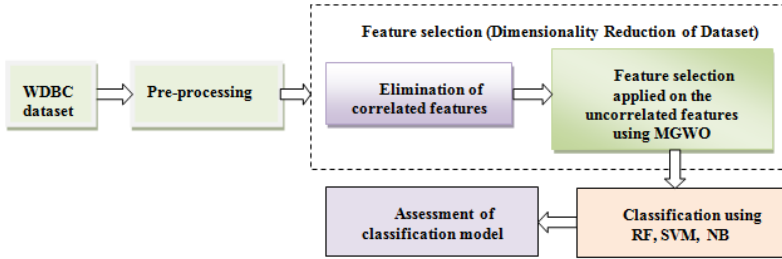 Feature selection (Dimensionality Reduction of Dataset)
WDBC
dataset
Pre-processing
Elimination of
correlated features
Feature selection
applied on the
uncorrelated features
using MGWO
Classification using
RF, SVM, NB
Assessment of
classification model